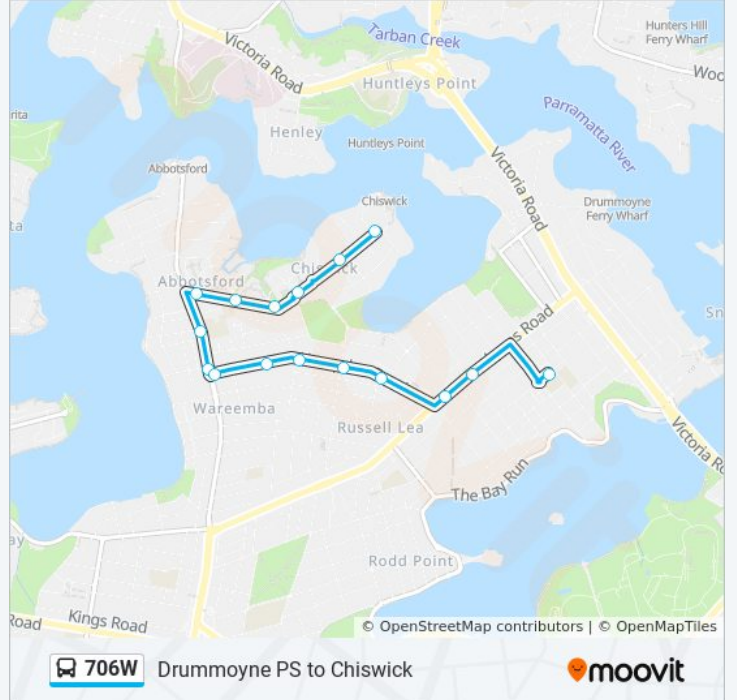 Hunters Hill
Ferry Wharf
Tarban Creek
Victoria Road
Woo
Huntleys Point
Parramatta
River
rita
Henley
Huntleys Point
Victoria Road
Abbotsford
Chiswick
Drummoyne
Ferry Wharf
ta
Chiswick
Abbotsford
Sn
s Road
Wareemba
Russell Lea
Victoria R
The Bay Run
ay
Rodd Point
Road
Kings Road
© OpenStreetMap contributors | © OpenMapTiles
706W Drummoyne PS to Chiswick
moovit